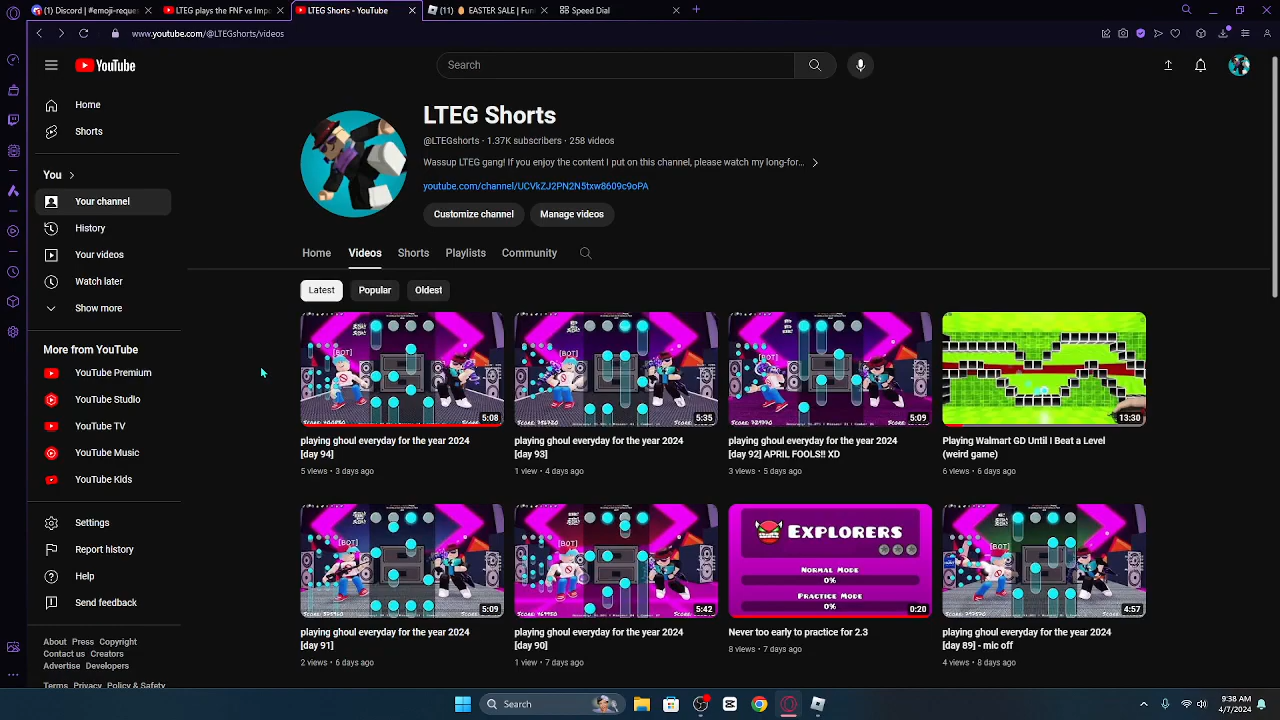 (1) Discord | #emoji-reques
LTEG plays the FNF vs Impo
LTEG Shorts - YouTube
(11) EASTER SALE | Fun
Speed Dial
www.youtube.com/@LTEGshorts/videos
YouTube
Search
Home
Shorts
You
Your channel
History
Your videos
Watch later
Show more
More from YouTube
YouTube Premium
YouTube Studio
YouTube TV
YouTube Music
YouTube Kids
Settings
Report history
Help
Send feedback
About Press Copyright
Contact us Creators
Advertise Developers
Terms Privacy Policy & Safety
LTEG Shorts
@LTEGshorts · 1.37K subscribers · 258 videos
Wassup LTEG gang! If you enjoy the content I put on this channel, please watch my long-for...
youtube.com/channel/UCVkZJ2PN2N5txw8609c9oPA
Customize channel
Manage videos
Home Videos Shorts Playlists Community
Latest Popular Oldest
[BOT]
5:08
playing ghoul everyday for the year 2024
[day 94]
5 views · 3 days ago
[BOT]
5:35
playing ghoul everyday for the year 2024
[day 93]
1 view · 4 days ago
[BOT]
5:09
playing ghoul everyday for the year 2024
[day 92] APRIL FOOLS!! XD
3 views · 5 days ago
13:30
Playing Walmart GD Until I Beat a Level
(weird game)
6 views · 6 days ago
[BOT]
5:09
playing ghoul everyday for the year 2024
[day 91]
2 views · 6 days ago
[BOT]
5:42
playing ghoul everyday for the year 2024
[day 90]
1 view · 7 days ago
EXPLORERS
NORMAL MODE
0%
PRACTICE MODE
0%
0:20
Never too early to practice for 2.3
8 views · 7 days ago
[BOT]
4:57
playing ghoul everyday for the year 2024
[day 89] - mic off
4 views · 8 days ago
Search
9:38 AM
4/7/2024